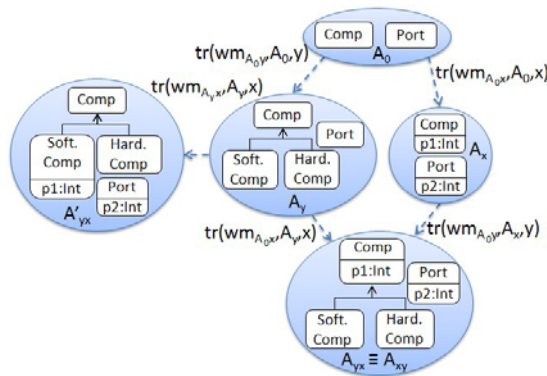 Comp Port
A0
tr(wmA0y,A0,y)
tr(wmAyx,Ay,x)
tr(wmA0x,A0,x)
Comp
Soft. Comp
p1:Int
Hard. Comp
Port
p2:Int
A'yx
Comp
Port
Soft. Comp
Hard. Comp
Ay
Comp
p1:Int
Port
p2:Int
Ax
tr(wmA0x,Ay,x)
tr(wmA0y,Ax,y)
Comp
p1:Int
Port
p2:Int
Soft. Comp
Hard. Comp
Ayx ≡ Axy